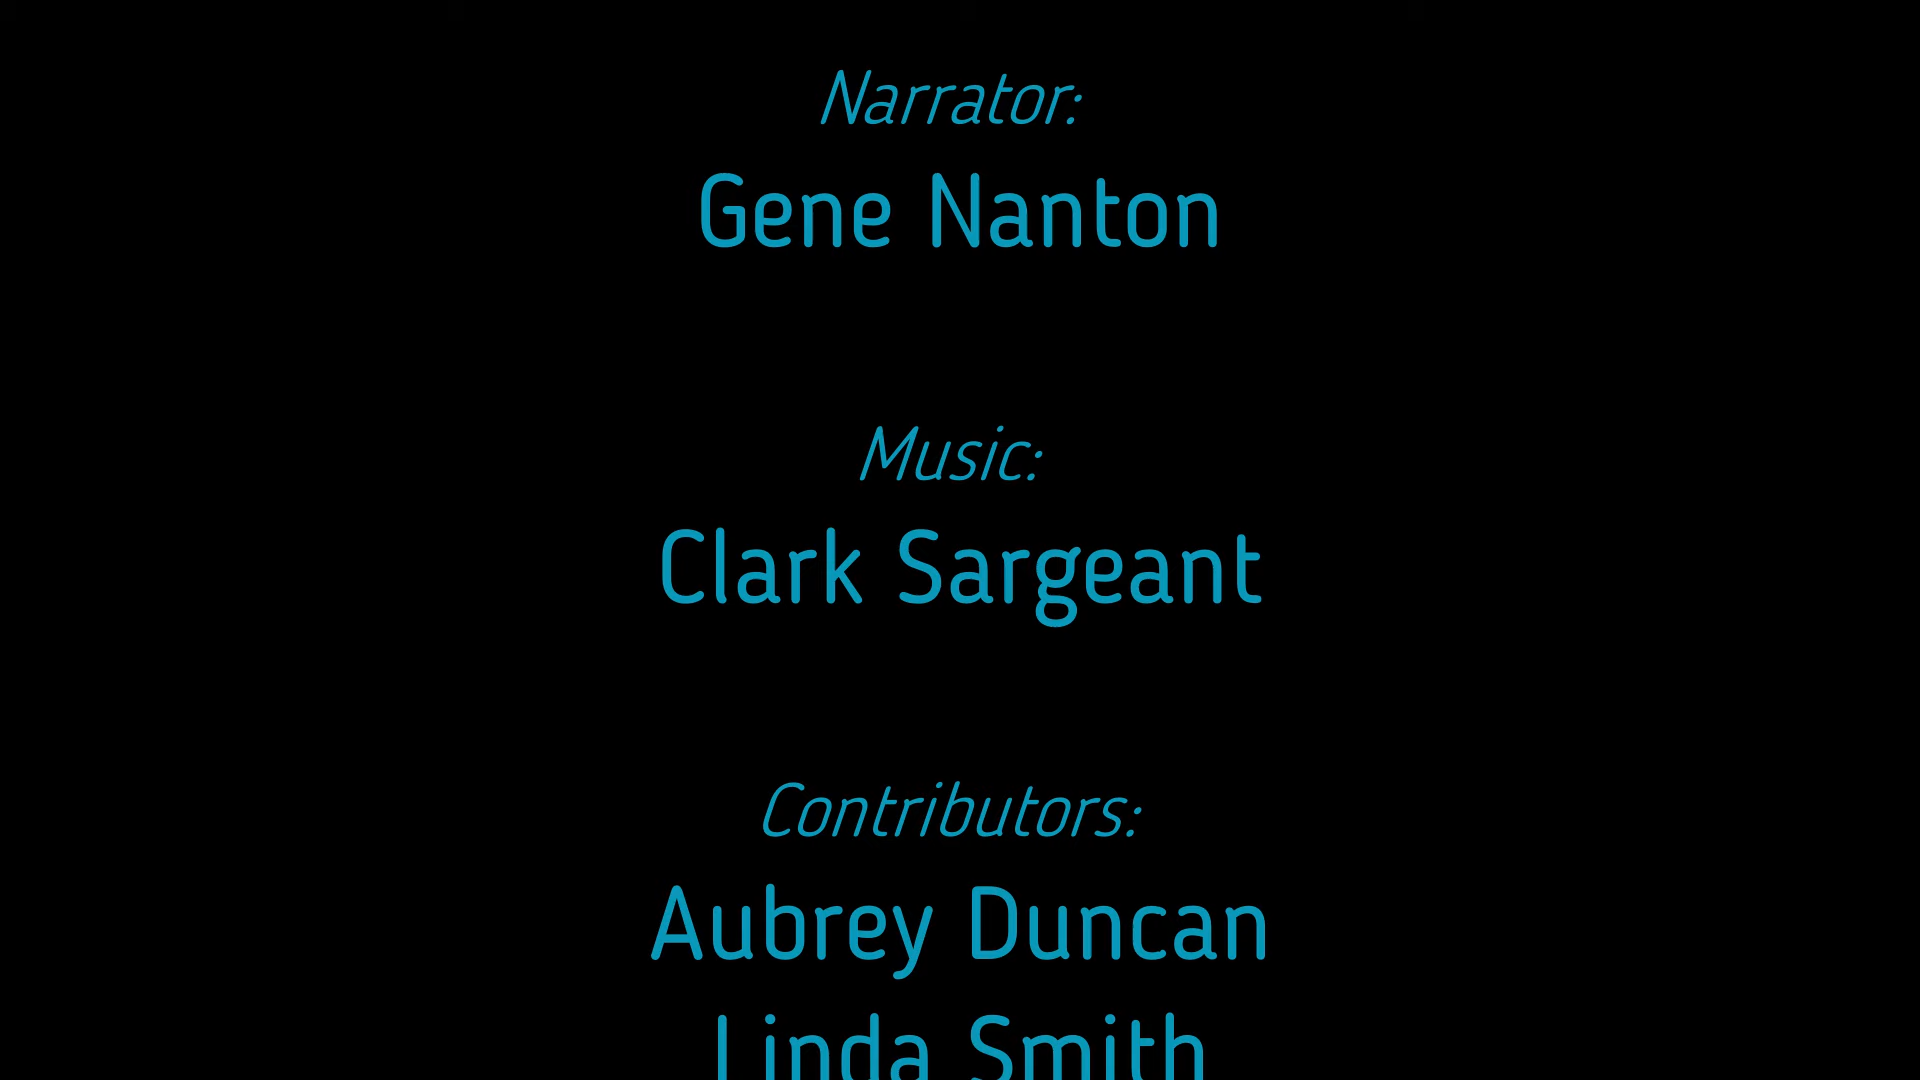 Narrator:
Gene Nanton
Music:
Clark Sargeant
Contributors:
Aubrey Duncan
Linda Smith